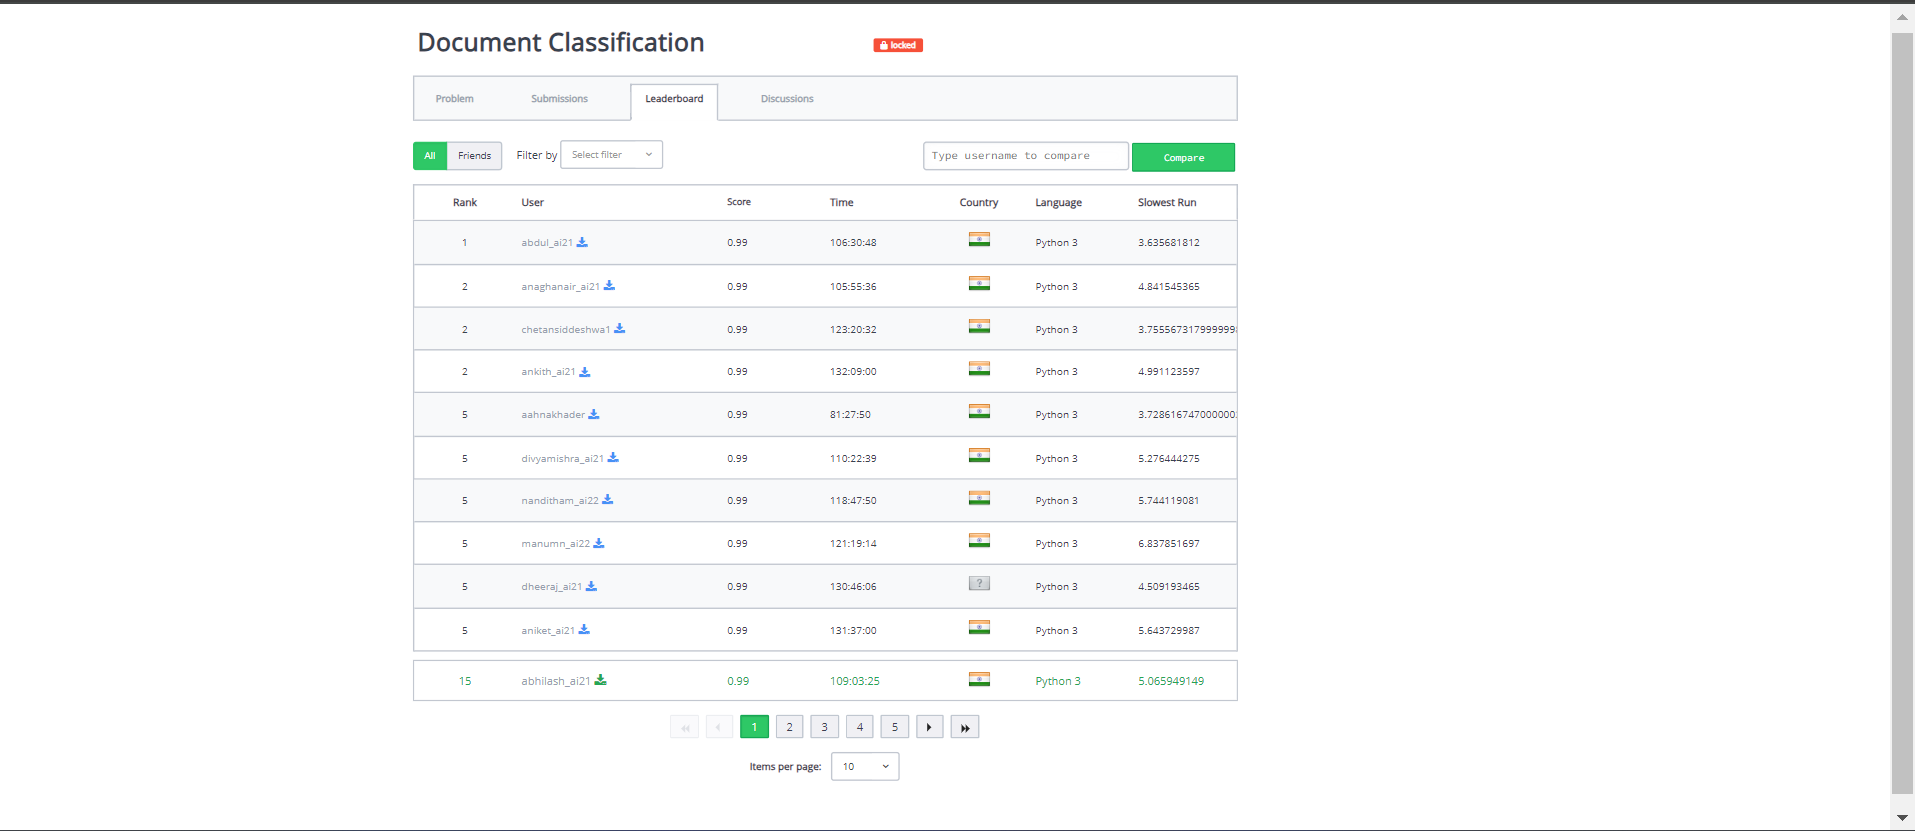 Document Classification
locked
Problem Submissions Leaderboard Discussions
All Friends Filter by Select filter Type username to compare Compare
Rank User Score Time Country Language Slowest Run
1 abdul_ai21 0.99 106:30:48 Python 3 3.635681812
2 anaghanair_ai21 0.99 105:55:36 Python 3 4.841545365
2 chetansiddeshwa1 0.99 123:20:32 Python 3 3.755567317999999
2 ankith_ai21 0.99 132:09:00 Python 3 4.991123597
5 aahnakhader 0.99 81:27:50 Python 3 3.728616747000000
5 divyamishra_ai21 0.99 110:22:39 Python 3 5.276444275
5 nanditham_ai22 0.99 118:47:50 Python 3 5.744119081
5 manumn_ai22 0.99 121:19:14 Python 3 6.837851697
5 dheeraj_ai21 0.99 130:46:06 ? Python 3 4.509193465
5 aniket_ai21 0.99 131:37:00 Python 3 5.643729987
15 abhilash_ai21 0.99 109:03:25 Python 3 5.065949149
1 2 3 4 5
Items per page: 10